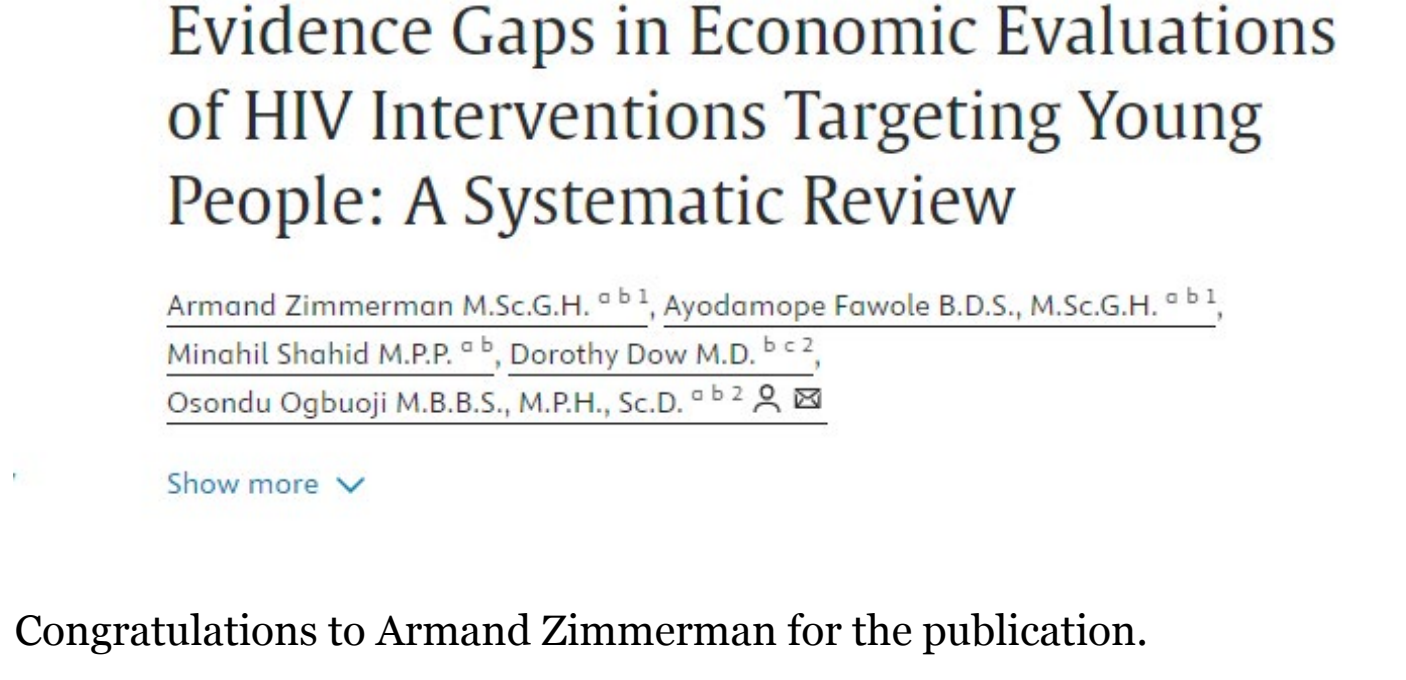 Evidence Gaps in Economic Evaluations
of HIV Interventions Targeting Young
People: A Systematic Review
Armand Zimmerman M.Sc.G.H. a b 1, Ayodamope Fawole B.D.S., M.Sc.G.H. a b 1,
Minahil Shahid M.P.P. a b, Dorothy Dow M.D. b c 2,
Osondu Ogbuoji M.B.B.S., M.P.H., Sc.D. a b 2
Show more
Congratulations to Armand Zimmerman for the publication.